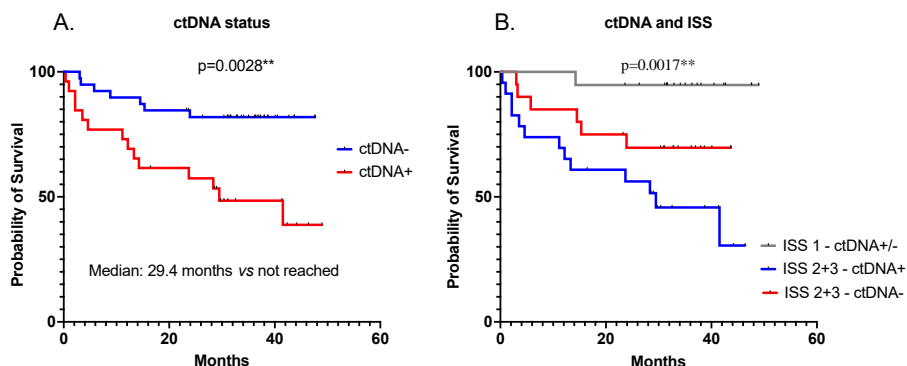 A.
ctDNA status
p=0.0028**
100
50
0
0
20
40
60
Probability of Survival
Months
ctDNA-
ctDNA+
Median: 29.4 months vs not reached
B.
ctDNA and ISS
p=0.0017**
100
50
0
0
20
40
60
Probability of Survival
Months
ISS 1 - ctDNA+/-
ISS 2+3 - ctDNA+
ISS 2+3 - ctDNA-